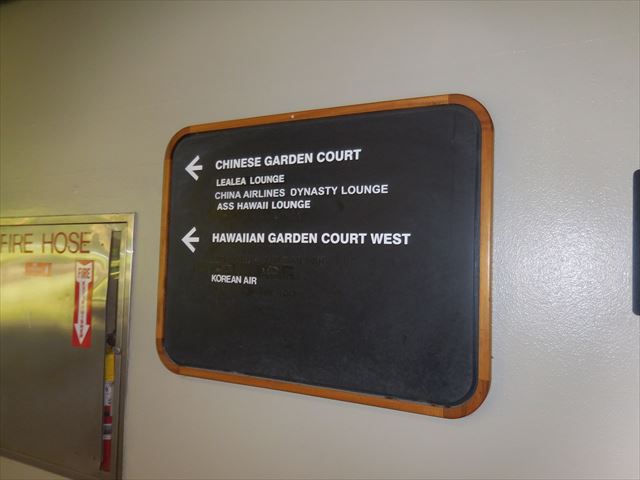 CHINESE GARDEN COURT
LEALEA LOUNGE
CHINA AIRLINES DYNASTY LOUNGE
ASS HAWAII LOUNGE
HAWAIIAN GARDEN COURT WEST
KOREAN AIR
FIRE HOSE
FIRE